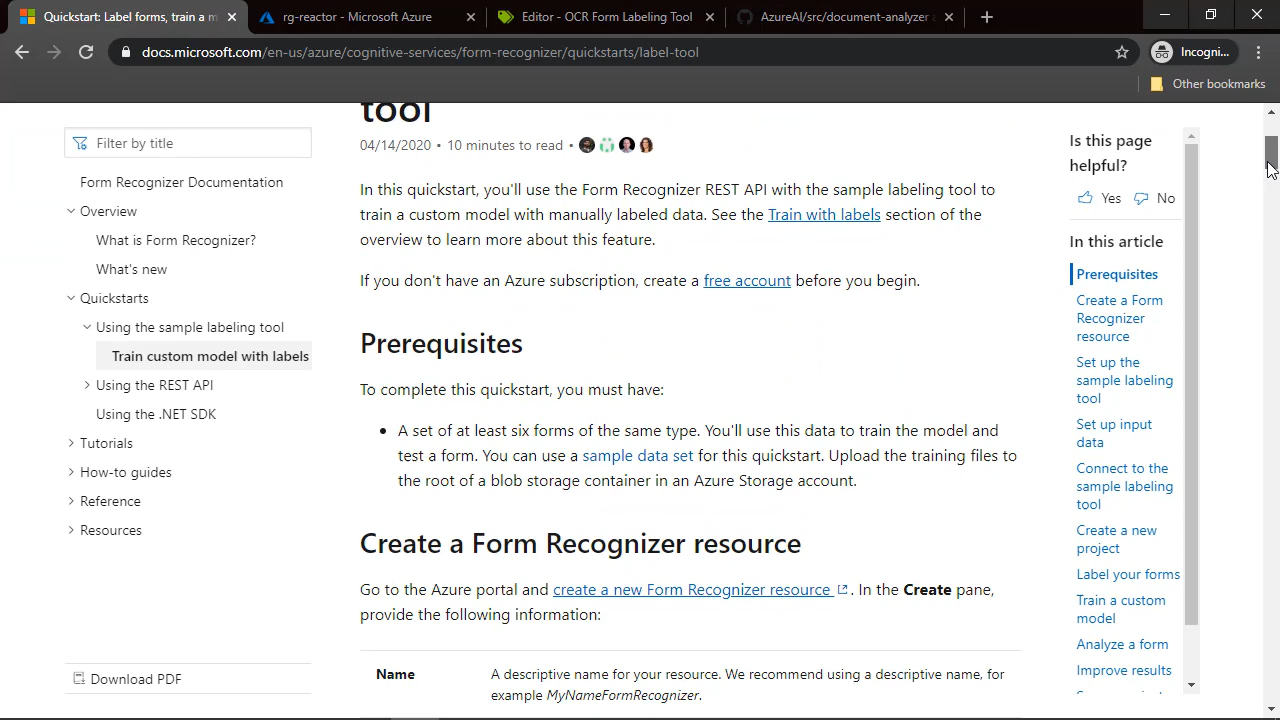 Quickstart: Label forms, train a m
rg-reactor - Microsoft Azure
Editor - OCR Form Labeling Tool
AzureAI/src/document-analyzer
docs.microsoft.com/en-us/azure/cognitive-services/form-recognizer/quickstarts/label-tool
Incogni...
Other bookmarks
Filter by title
Form Recognizer Documentation
Overview
What is Form Recognizer?
What's new
Quickstarts
Using the sample labeling tool
Train custom model with labels
Using the REST API
Using the .NET SDK
Tutorials
How-to guides
Reference
Resources
Download PDF
tool
04/14/2020 • 10 minutes to read •
In this quickstart, you'll use the Form Recognizer REST API with the sample labeling tool to
train a custom model with manually labeled data. See the Train with labels section of the
overview to learn more about this feature.
If you don't have an Azure subscription, create a free account before you begin.
Prerequisites
To complete this quickstart, you must have:
• A set of at least six forms of the same type. You'll use this data to train the model and
test a form. You can use a sample data set for this quickstart. Upload the training files to
the root of a blob storage container in an Azure Storage account.
Create a Form Recognizer resource
Go to the Azure portal and create a new Form Recognizer resource . In the Create pane,
provide the following information:
Name
A descriptive name for your resource. We recommend using a descriptive name, for
example MyNameFormRecognizer.
Is this page
helpful?
Yes No
In this article
Prerequisites
Create a Form
Recognizer
resource
Set up the
sample labeling
tool
Set up input
data
Connect to the
sample labeling
tool
Create a new
project
Label your forms
Train a custom
model
Analyze a form
Improve results